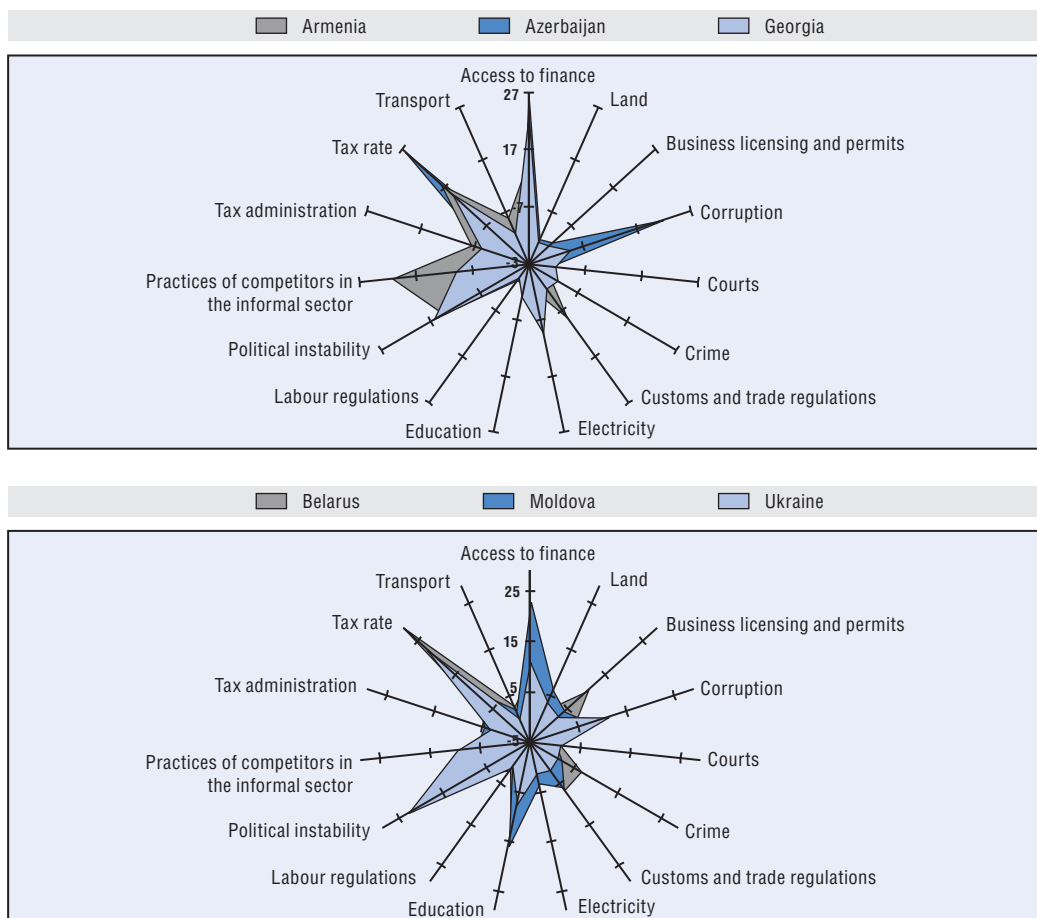 Armenia Azerbaijan Georgia
Access to finance
27
Transport
Land
Tax rate
17
Business licensing and permits
Tax administration
-7
Corruption
Practices of competitors in
the informal sector
-3
Courts
Political instability
Crime
Labour regulations
Customs and trade regulations
Education
Electricity
Belarus Moldova Ukraine
Access to finance
Transport
25
Land
Tax rate
15
Business licensing and permits
Tax administration
5
Corruption
Practices of competitors in
the informal sector
-5
Courts
Political instability
Crime
Labour regulations
Customs and trade regulations
Education
Electricity